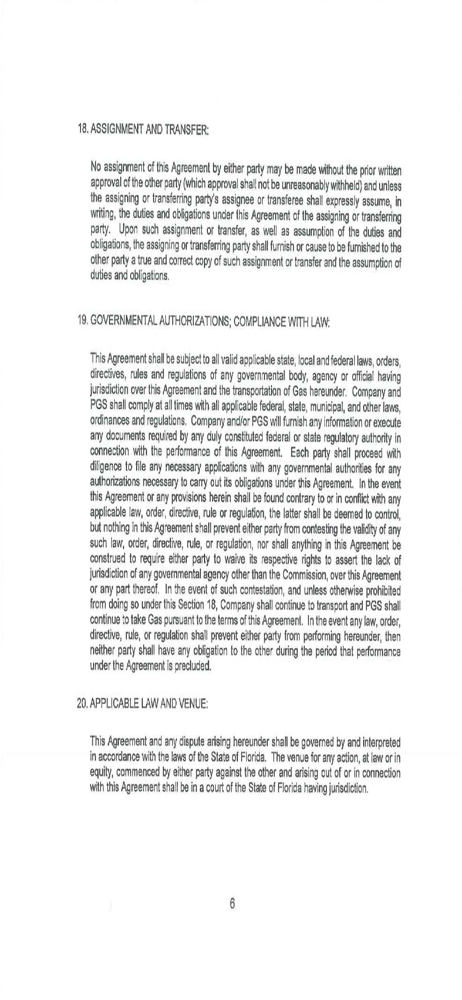 18. ASSIGNMENT AND TRANSFER:
No assignment of this Agreement by either party may be made without the prior written
approval of the other party (which approval shall not be unreasonably withheld) and unless
the assigning or transferring party's assignee or transferee shall expressly assume, in
writing, the duties and obligations under this Agreement of the assigning or transferring
party. Upon such assignment or transfer, as well as assumption of the duties and
obligations, the assigning or transferring party shall furnish or cause to be furnished to the
other party a true and correct copy of such assignment or transfer and the assumption of
duties and obligations.
19. GOVERNMENTAL AUTHORIZATIONS; COMPLIANCE WITH LAW:
This Agreement shall be subject to all valid applicable state, local and federal laws, orders,
directives, rules and regulations of any governmental body, agency or official having
jurisdiction over this Agreement and the transportation of Gas hereunder. Company and
PGS shall comply at all times with all applicable federal, state, municipal, and other laws,
ordinances and regulations. Company and/or PGS will furnish any information or execute
any documents required by any duly constituted federal or state regulatory authority in
connection with the performance of this Agreement. Each party shall proceed with
diligence to file any necessary applications with any governmental authorities for any
authorizations necessary to carry out its obligations under this Agreement. In the event
this Agreement or any provisions herein shall be found contrary to or in conflict with any
applicable law, order, directive, rule or regulation, the latter shall be deemed to control,
but nothing in this Agreement shall prevent either party from contesting the validity of any
such law, order, directive, rule, or regulation, nor shall anything in this Agreement be
construed to require either party to waive its respective rights to assert the lack of
jurisdiction of any governmental agency other than the Commission, over this Agreement
or any part thereof. In the event of such contestation, and unless otherwise prohibited
from doing so under this Section 18, Company shall continue to transport and PGS shall
continue to take Gas pursuant to the terms of this Agreement. In the event any law, order,
directive, rule, or regulation shall prevent either party from performing hereunder, then
neither party shall have any obligation to the other during the period that performance
under the Agreement is precluded.
20. APPLICABLE LAW AND VENUE:
This Agreement and any dispute arising hereunder shall be governed by and interpreted
in accordance with the laws of the State of Florida. The venue for any action, at law or in
equity, commenced by either party against the other and arising out of or in connection
with this Agreement shall be in a court of the State of Florida having jurisdiction.
6